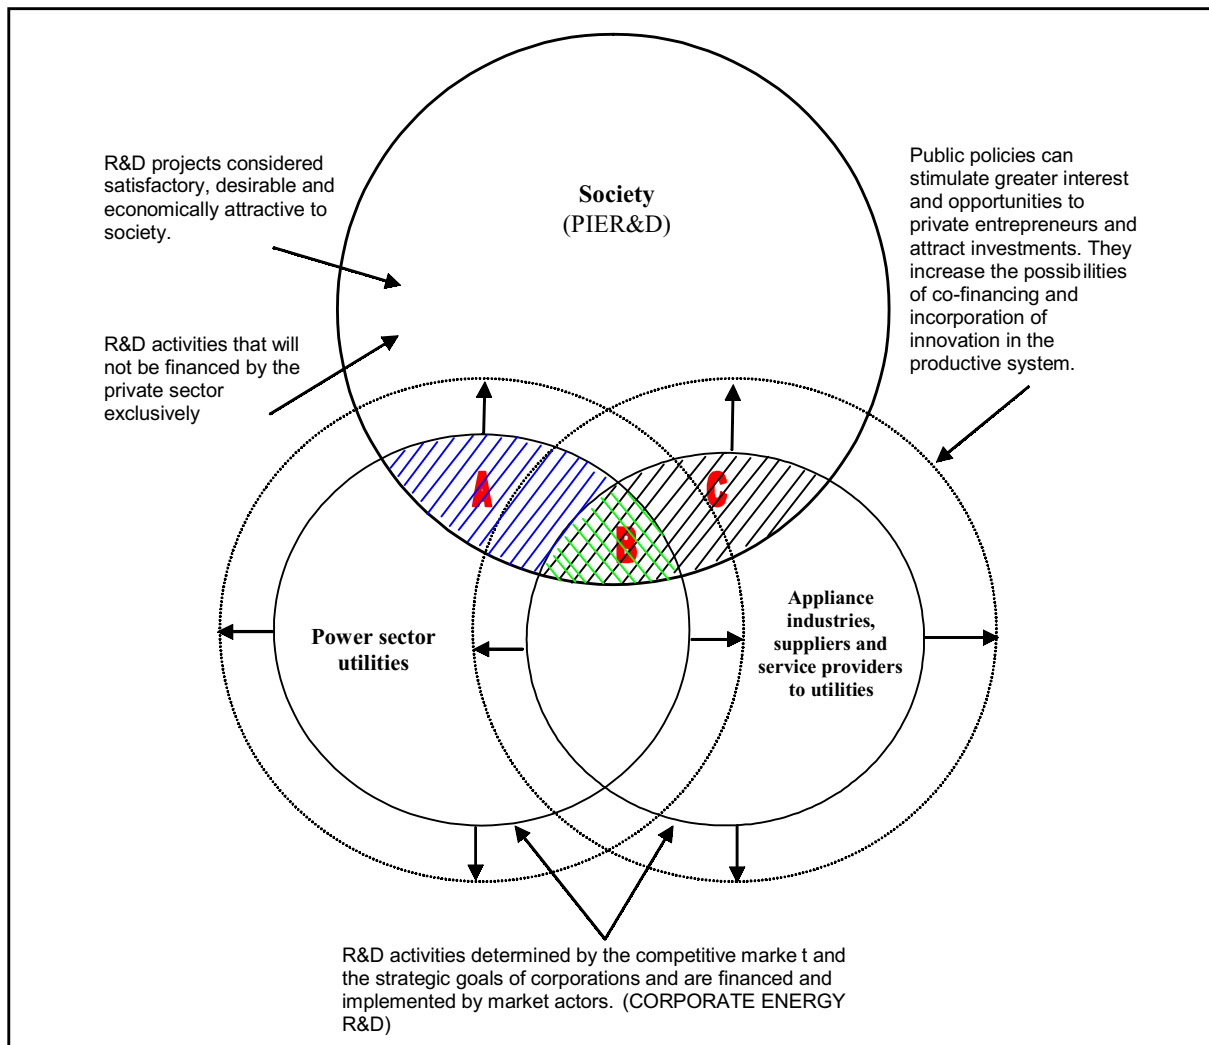 Society
(PIER&D)
R&D projects considered
satisfactory, desirable and
economically attractive to
society.
R&D activities that will
not be financed by the
private sector
exclusively
Public policies can
stimulate greater interest
and opportunities to
private entrepreneurs and
attract investments. They
increase the possibilities
of co-financing and
incorporation of
innovation in the
productive system.
A
B
C
Power sector
utilities
Appliance
industries,
suppliers and
service providers
to utilities
R&D activities determined by the competitive marke t and
the strategic goals of corporations and are financed and
implemented by market actors. (CORPORATE ENERGY
R&D)